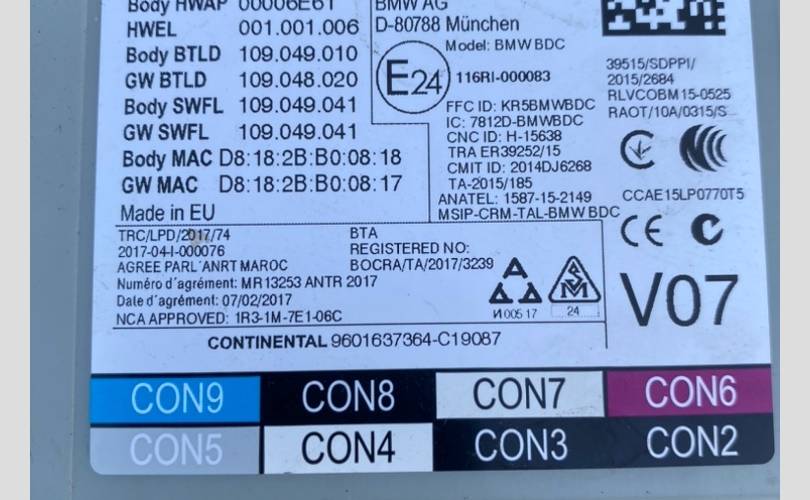 Body HWAP 00006E61
HWEL 001.001.006
Body BTLD 109.049.010
GW BTLD 109.048.020
Body SWFL 109.049.041
GW SWFL 109.049.041
Body MAC D8:18:2B:B0:08:18
GW MAC D8:18:2B:B0:08:17
Made in EU
BMW AG
D-80788 München
Model: BMW BDC
E24
116RI-000083
FFC ID: KR5BMWBDC
IC: 7812D-BMWBDC
CNC ID: H-15638
TRA ER39252/15
CMIT ID: 2014DJ6268
TA-2015/185
ANATEL: 1587-15-2149
MSIP-CRM-TAL-BMW BDC
39515/SDPPI/
2015/2684
RLVCOBM15-0525
RAOT/10A/0315/S
CCAE15LP0770T5
CE
V07
TRC/LPD/2017/74
2017-04-I-000076
AGREE PARL´ANRT MAROC
Numéro d´agrément: MR 13253 ANTR 2017
Date d´agrément: 07/02/2017
NCA APPROVED: 1R3-1M-7E1-06C
BTA
REGISTERED NO:
BOCRA/TA/2017/3239
И 005 17
24
CONTINENTAL 9601637364-C19087
CON9 CON8 CON7 CON6
CON5 CON4 CON3 CON2